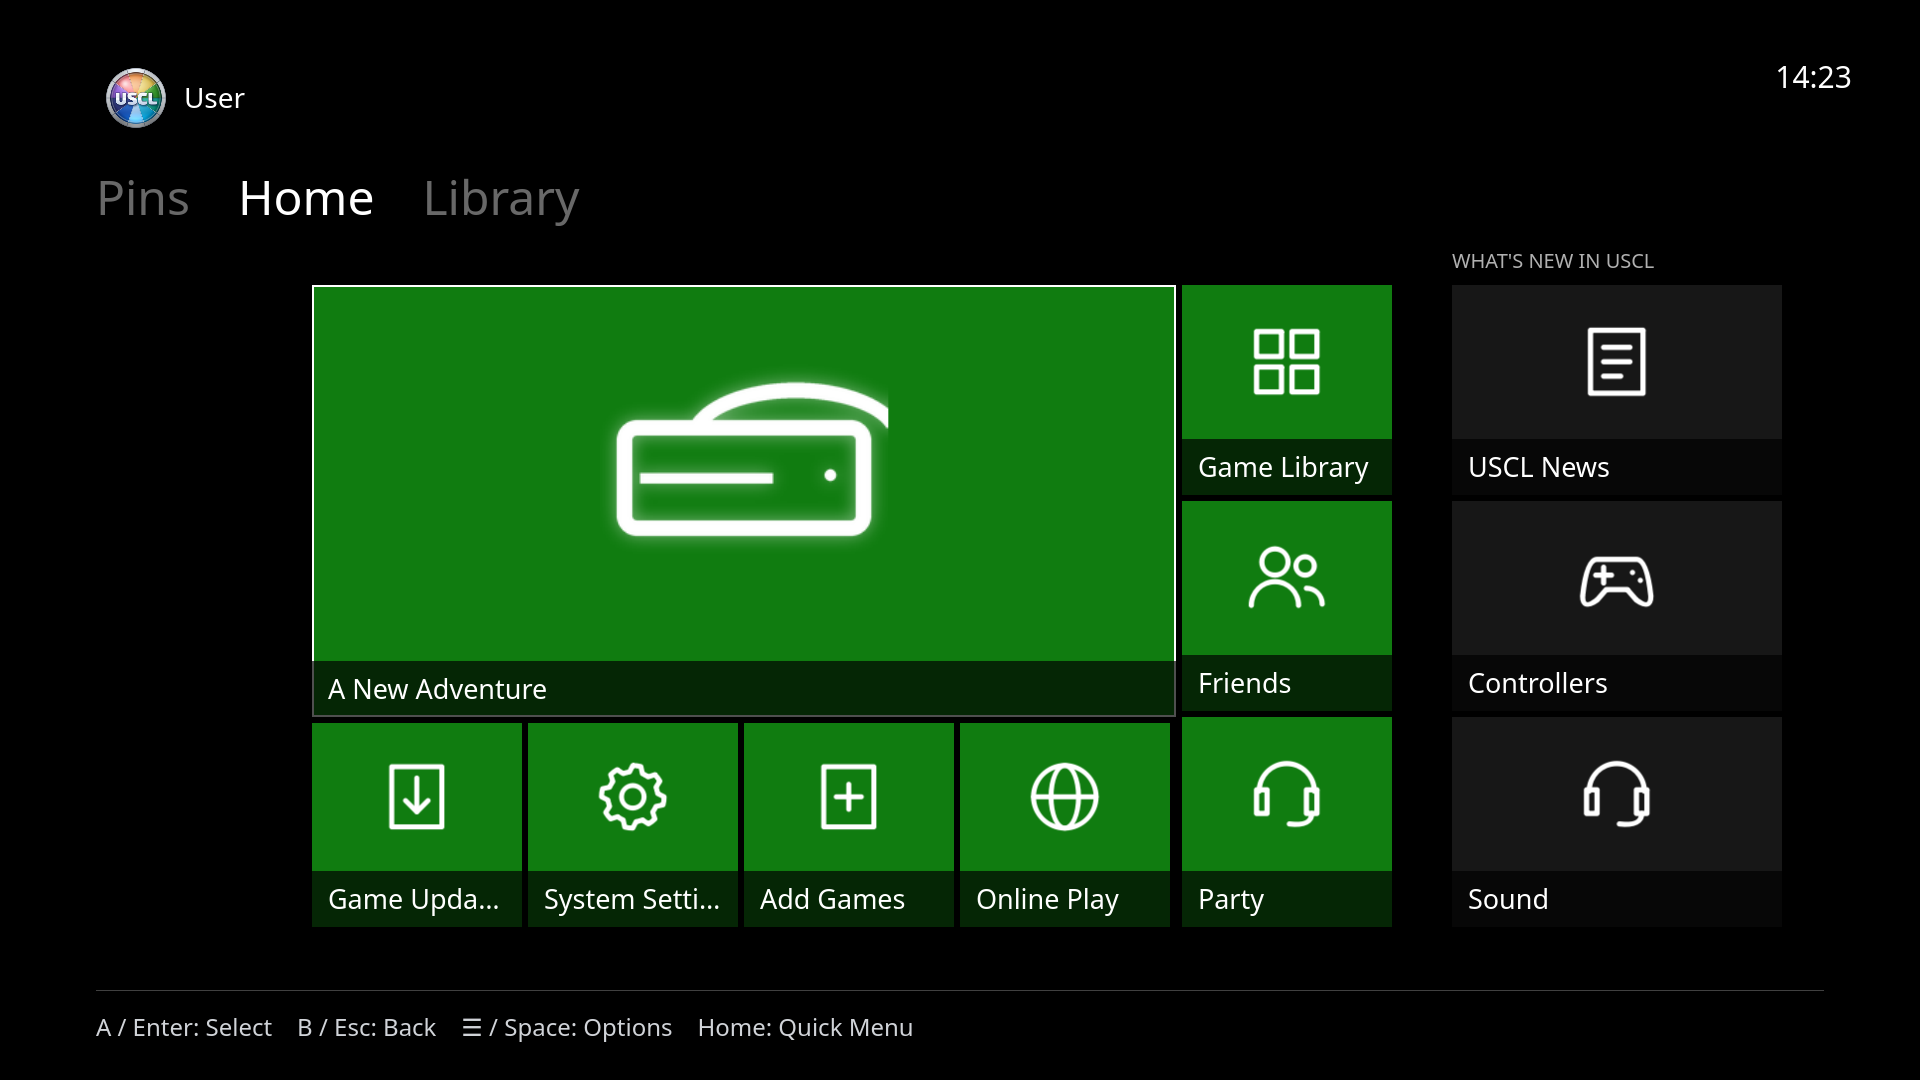 USCL
User
14:23
Pins
Home
Library
WHAT'S NEW IN USCL
A New Adventure
Game Library
USCL News
Friends
Controllers
Game Upda...
System Setti...
Add Games
Online Play
Party
Sound
A / Enter: Select B / Esc: Back ☰ / Space: Options Home: Quick Menu